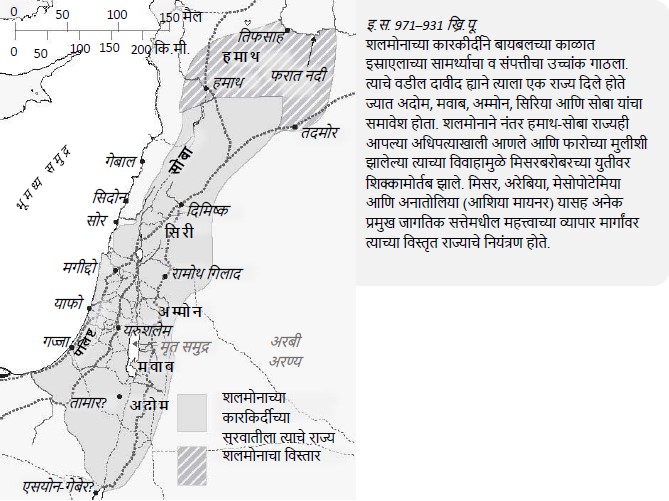 0 50 100 150 मैल
0 50 100 150 200 कि.मी.
तिफसाह
हमाथ
फरात नदी
हमाथ
तदमोर
भूमध्य समुद्र
गेबाल
सोबा
सिदोन
सोर
दिमिष्क
सिरी
मगीद्दो
रामोथ गिलाद
याफो
अम्मोन
गज्जा
पलिष्ट
यरुशलेम
मृत समुद्र
अरबी
अरण्य
मवाब
तामार?
अदोम
एसयोन-गेबेर?
शलमोनाच्या
कारकिर्दीच्या
सुरवातीला त्याचे राज्य
शलमोनाचा विस्तार
इ.स. 971–931 ख्रि.पू.
शलमोनाच्या कारकीर्दीने बायबलच्या काळात
इस्राएलाच्या सामर्थ्याचा व संपत्तीचा उच्चांक गाठला.
त्याचे वडील दावीद ह्याने त्याला एक राज्य दिले होते
ज्यात अदोम, मवाब, अम्मोन, सिरिया आणि सोबा यांचा
समावेश होता. शलमोनाने नंतर हमाथ-सोबा राज्यही
आपल्या अधिपत्याखाली आणले आणि फारोच्या मुलीशी
झालेल्या त्याच्या विवाहामुळे मिसरबरोबरच्या युतीवर
शिक्कामोर्तब झाले. मिसर, अरेबिया, मेसोपोटेमिया
आणि अनातोलिया (आशिया मायनर) यासह अनेक
प्रमुख जागतिक सत्तेमधील महत्त्वाच्या व्यापार मार्गांवर
त्याच्या विस्तृत राज्याचे नियंत्रण होते.